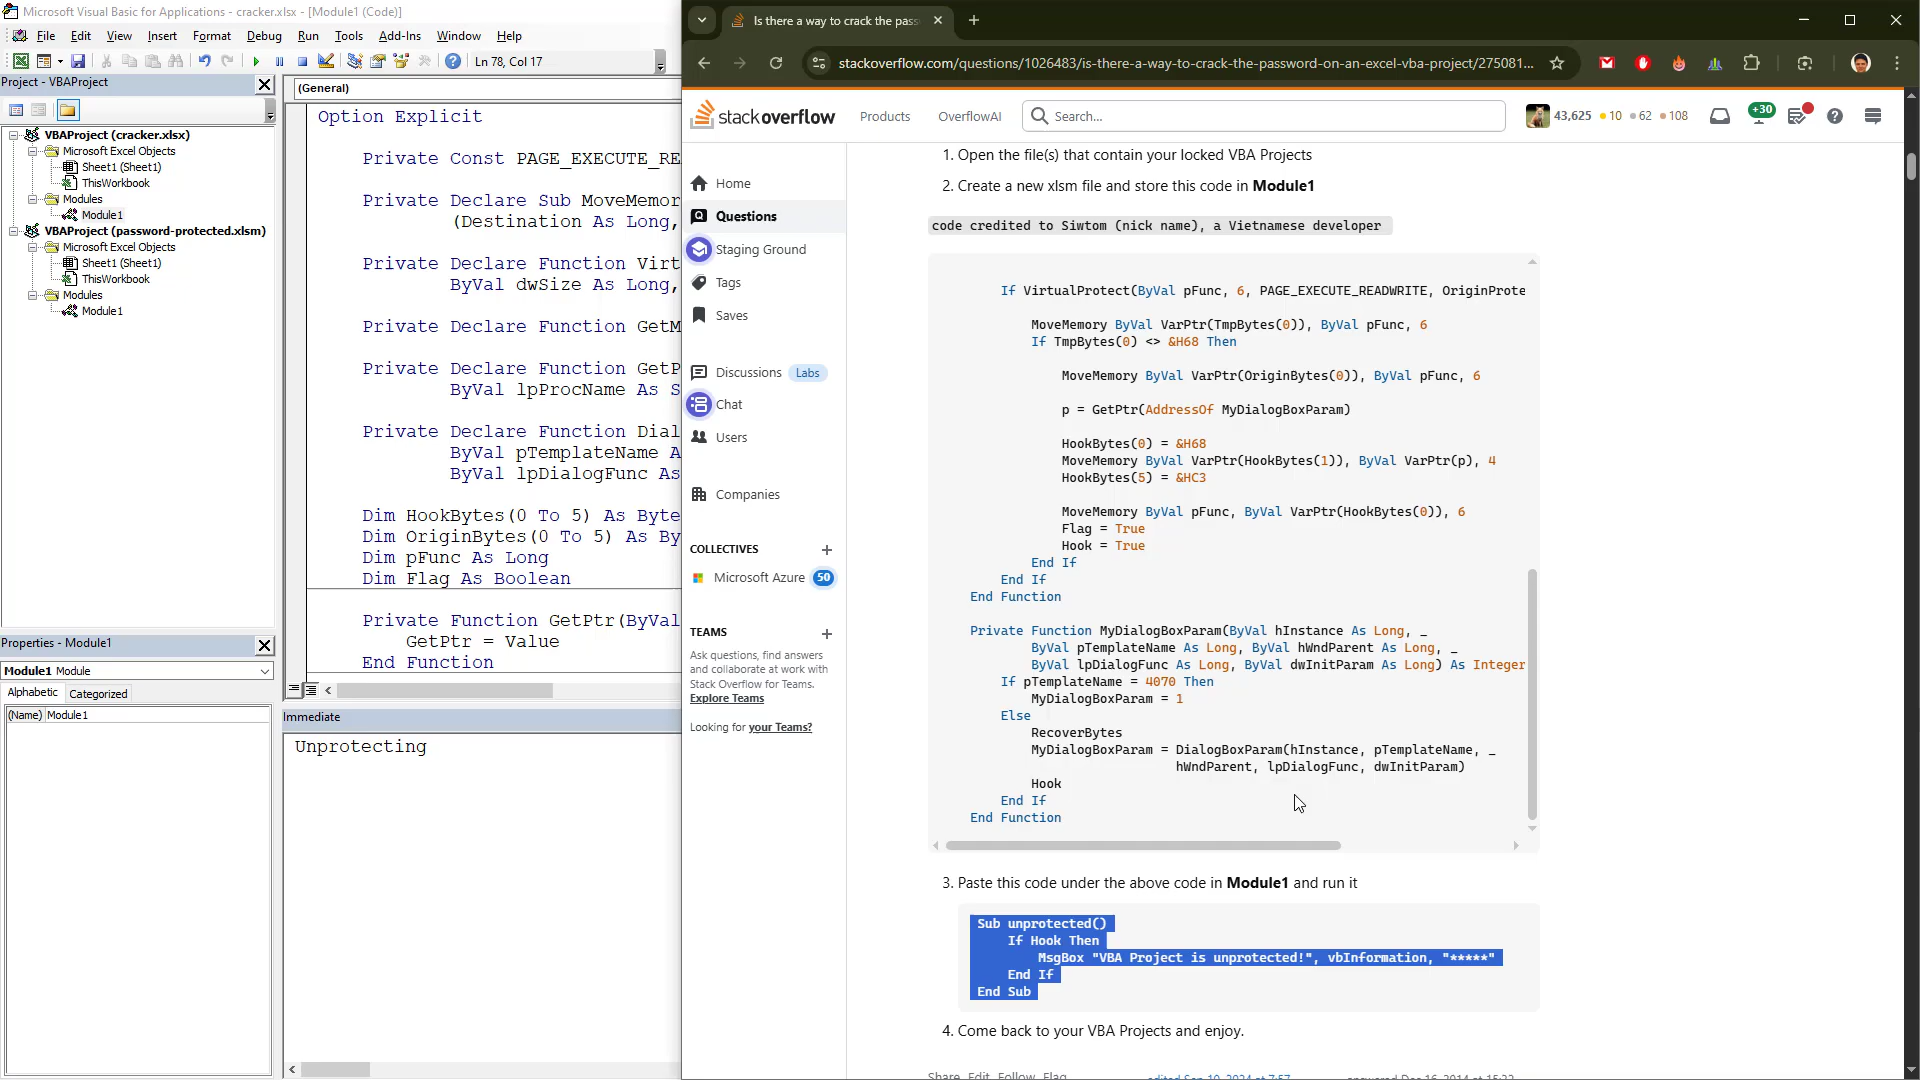 Microsoft Visual Basic for Applications - cracker.xlsx - [Module1 (Code)]
File Edit View Insert Format Debug Run Tools Add-Ins Window Help
Ln 78, Col 17
Project - VBAProject
VBAProject (cracker.xlsx)
Microsoft Excel Objects
Sheet1 (Sheet1)
ThisWorkbook
Modules
Module1
VBAProject (password-protected.xlsm)
Microsoft Excel Objects
Sheet1 (Sheet1)
ThisWorkbook
Modules
Module1
Properties - Module1
Module1 Module
Alphabetic Categorized
(Name) Module1
(General)
Option Explicit
Private Const PAGE_EXECUTE_RE
Private Declare Sub MoveMemor
(Destination As Long,
Private Declare Function Virt
ByVal dwSize As Long,
Private Declare Function GetM
Private Declare Function GetP
ByVal lpProcName As S
Private Declare Function Dial
ByVal pTemplateName A
ByVal lpDialogFunc As
Dim HookBytes(0 To 5) As Byte
Dim OriginBytes(0 To 5) As By
Dim pFunc As Long
Dim Flag As Boolean
Private Function GetPtr(ByVal
GetPtr = Value
End Function
Immediate
Unprotecting
Is there a way to crack the pass
stackoverflow.com/questions/1026483/is-there-a-way-to-crack-the-password-on-an-excel-vba-project/275081...
stackoverflow
Products
OverflowAI
Search...
43,625 10 62 108
+30
Home
Questions
Staging Ground
Tags
Saves
Discussions Labs
Chat
Users
Companies
COLLECTIVES
Microsoft Azure 50
TEAMS
Ask questions, find answers
and collaborate at work with
Stack Overflow for Teams.
Explore Teams
Looking for your Teams?
1. Open the file(s) that contain your locked VBA Projects
2. Create a new xlsm file and store this code in Module1
code credited to Siwtom (nick name), a Vietnamese developer
If VirtualProtect(ByVal pFunc, 6, PAGE_EXECUTE_READWRITE, OriginProte
MoveMemory ByVal VarPtr(TmpBytes(0)), ByVal pFunc, 6
If TmpBytes(0) <> &H68 Then
MoveMemory ByVal VarPtr(OriginBytes(0)), ByVal pFunc, 6
p = GetPtr(AddressOf MyDialogBoxParam)
HookBytes(0) = &H68
MoveMemory ByVal VarPtr(HookBytes(1)), ByVal VarPtr(p), 4
HookBytes(5) = &HC3
MoveMemory ByVal pFunc, ByVal VarPtr(HookBytes(0)), 6
Flag = True
Hook = True
End If
End If
End Function
Private Function MyDialogBoxParam(ByVal hInstance As Long, _
ByVal pTemplateName As Long, ByVal hWndParent As Long, _
ByVal lpDialogFunc As Long, ByVal dwInitParam As Long) As Integer
If pTemplateName = 4070 Then
MyDialogBoxParam = 1
Else
RecoverBytes
MyDialogBoxParam = DialogBoxParam(hInstance, pTemplateName, _
hWndParent, lpDialogFunc, dwInitParam)
Hook
End If
End Function
3. Paste this code under the above code in Module1 and run it
Sub unprotected()
If Hook Then
MsgBox "VBA Project is unprotected!", vbInformation, "*****"
End If
End Sub
4. Come back to your VBA Projects and enjoy.
Share Edit Follow Flag
edited Sep 10, 2024 at 7:57
answered Dec 16, 2014 at